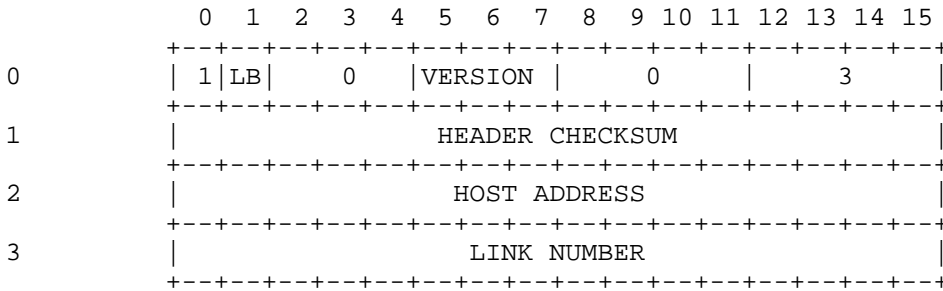 0  1  2  3  4  5  6  7  8  9 10 11 12 13 14 15
           +--+--+--+--+--+--+--+--+--+--+--+--+--+--+--+--+
0          | 1|LB|   0    |VERSION |     0     |     3     |
           +--+--+--+--+--+--+--+--+--+--+--+--+--+--+--+--+
1          |                HEADER CHECKSUM                |
           +--+--+--+--+--+--+--+--+--+--+--+--+--+--+--+--+
2          |                 HOST ADDRESS                  |
           +--+--+--+--+--+--+--+--+--+--+--+--+--+--+--+--+
3          |                  LINK NUMBER                  |
           +--+--+--+--+--+--+--+--+--+--+--+--+--+--+--+--+